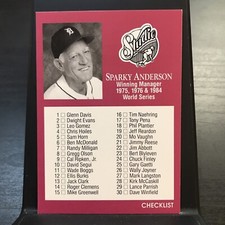 Studio
SPARKY ANDERSON
Winning Manager
1975, 1976 & 1984
World Series
1 Glenn Davis
2 Dwight Evans
3 Leo Gomez
4 Chris Hoiles
5 Sam Horn
6 Ben McDonald
7 Randy Milligan
8 Gregg Olson
9 Cal Ripken, Jr.
10 David Segui
11 Wade Boggs
12 Ellis Burks
13 Jack Clark
14 Roger Clemens
15 Mike Greenwell
16 Tim Naehring
17 Tony Pena
18 Phil Plantier
19 Jeff Reardon
20 Mo Vaughn
21 Jimmy Reese
22 Jim Abbott
23 Bert Blyleven
24 Chuck Finley
25 Gary Gaetti
26 Wally Joyner
27 Mark Langston
28 Kirk McCaskill
29 Lance Parrish
30 Dave Winfield
CHECKLIST